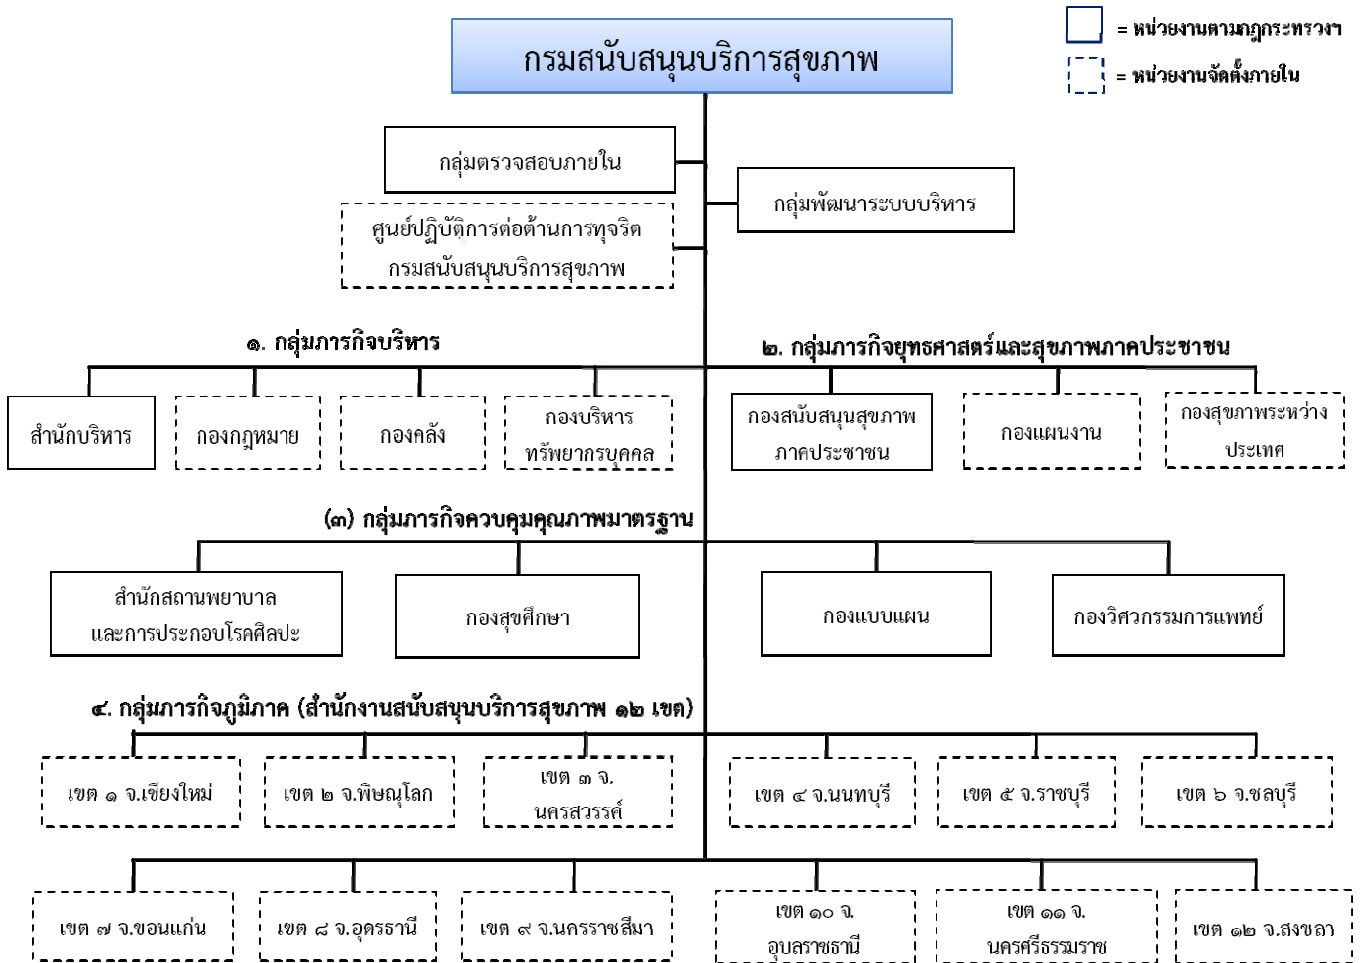 กรมสนับสนุนบริการสุขภาพ
= หน่วยงานตามกฎกระทรวงฯ
= หน่วยงานจัดตั้งภายใน
กลุ่มตรวจสอบภายใน
กลุ่มพัฒนาระบบบริหาร
ศูนย์ปฏิบัติการต่อต้านการทุจริต
กรมสนับสนุนบริการสุขภาพ
๑. กลุ่มภารกิจบริหาร
๒. กลุ่มภารกิจยุทธศาสตร์และสุขภาพภาคประชาชน
สำนักบริหาร
กองกฎหมาย
กองคลัง
กองบริหาร
ทรัพยากรบุคคล
กองสนับสนุนสุขภาพ
ภาคประชาชน
กองแผนงาน
กองสุขภาพระหว่าง
ประเทศ
(๓) กลุ่มภารกิจควบคุมคุณภาพมาตรฐาน
สำนักสถานพยาบาล
และการประกอบโรคศิลปะ
กองสุขศึกษา
กองแบบแผน
กองวิศวกรรมการแพทย์
๔. กลุ่มภารกิจภูมิภาค (สำนักงานสนับสนุนบริการสุขภาพ ๑๒ เขต)
เขต ๑ จ.เชียงใหม่
เขต ๒ จ.พิษณุโลก
เขต ๓ จ.
นครสวรรค์
เขต ๔ จ.นนทบุรี
เขต ๕ จ.ราชบุรี
เขต ๖ จ.ชลบุรี
เขต ๗ จ.ขอนแก่น
เขต ๘ จ.อุดรธานี
เขต ๙ จ.นครราชสีมา
เขต ๑๐ จ.
อุบลราชธานี
เขต ๑๑ จ.
นครศรีธรรมราช
เขต ๑๒ จ.สงขลา